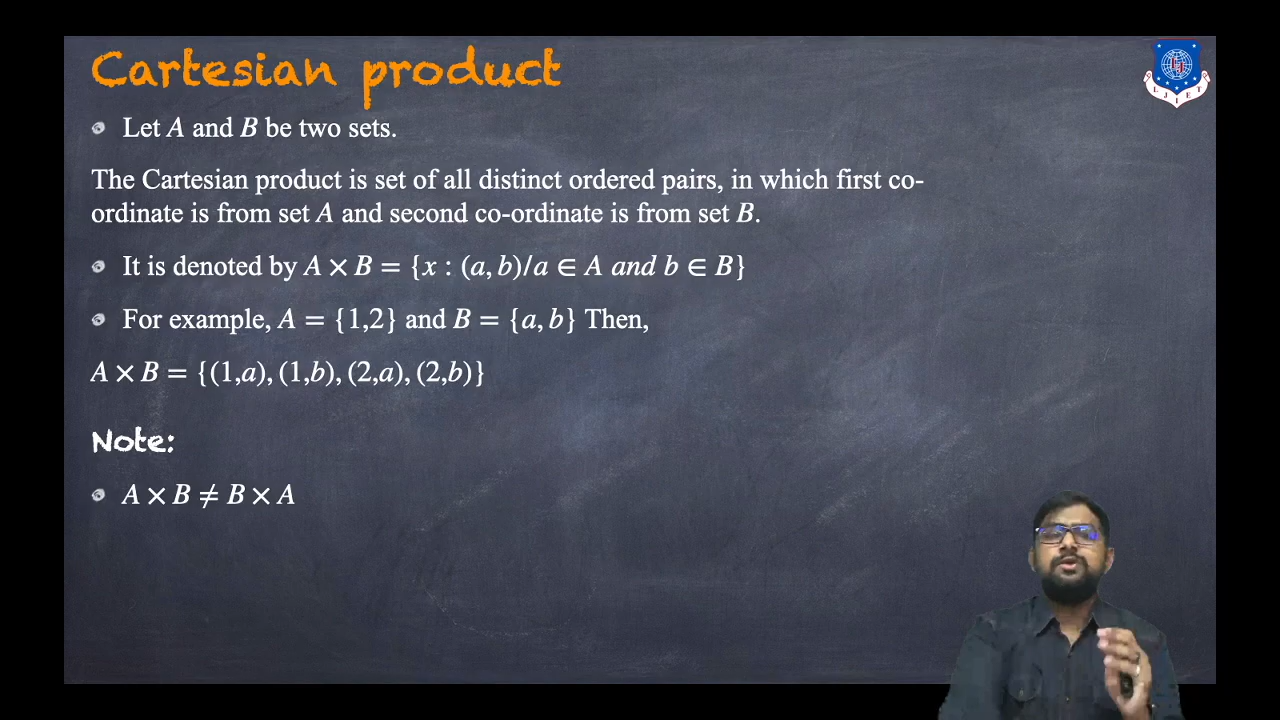 Cartesian product
Let A and B be two sets.
The Cartesian product is set of all distinct ordered pairs, in which first co-
ordinate is from set A and second co-ordinate is from set B.
It is denoted by A × B = {x : (a, b)/a ∈ A and b ∈ B}
For example, A = {1,2} and B = {a, b} Then,
A × B = {(1,a), (1,b), (2,a), (2,b)}
Note:
A × B ≠ B × A
L J I E T